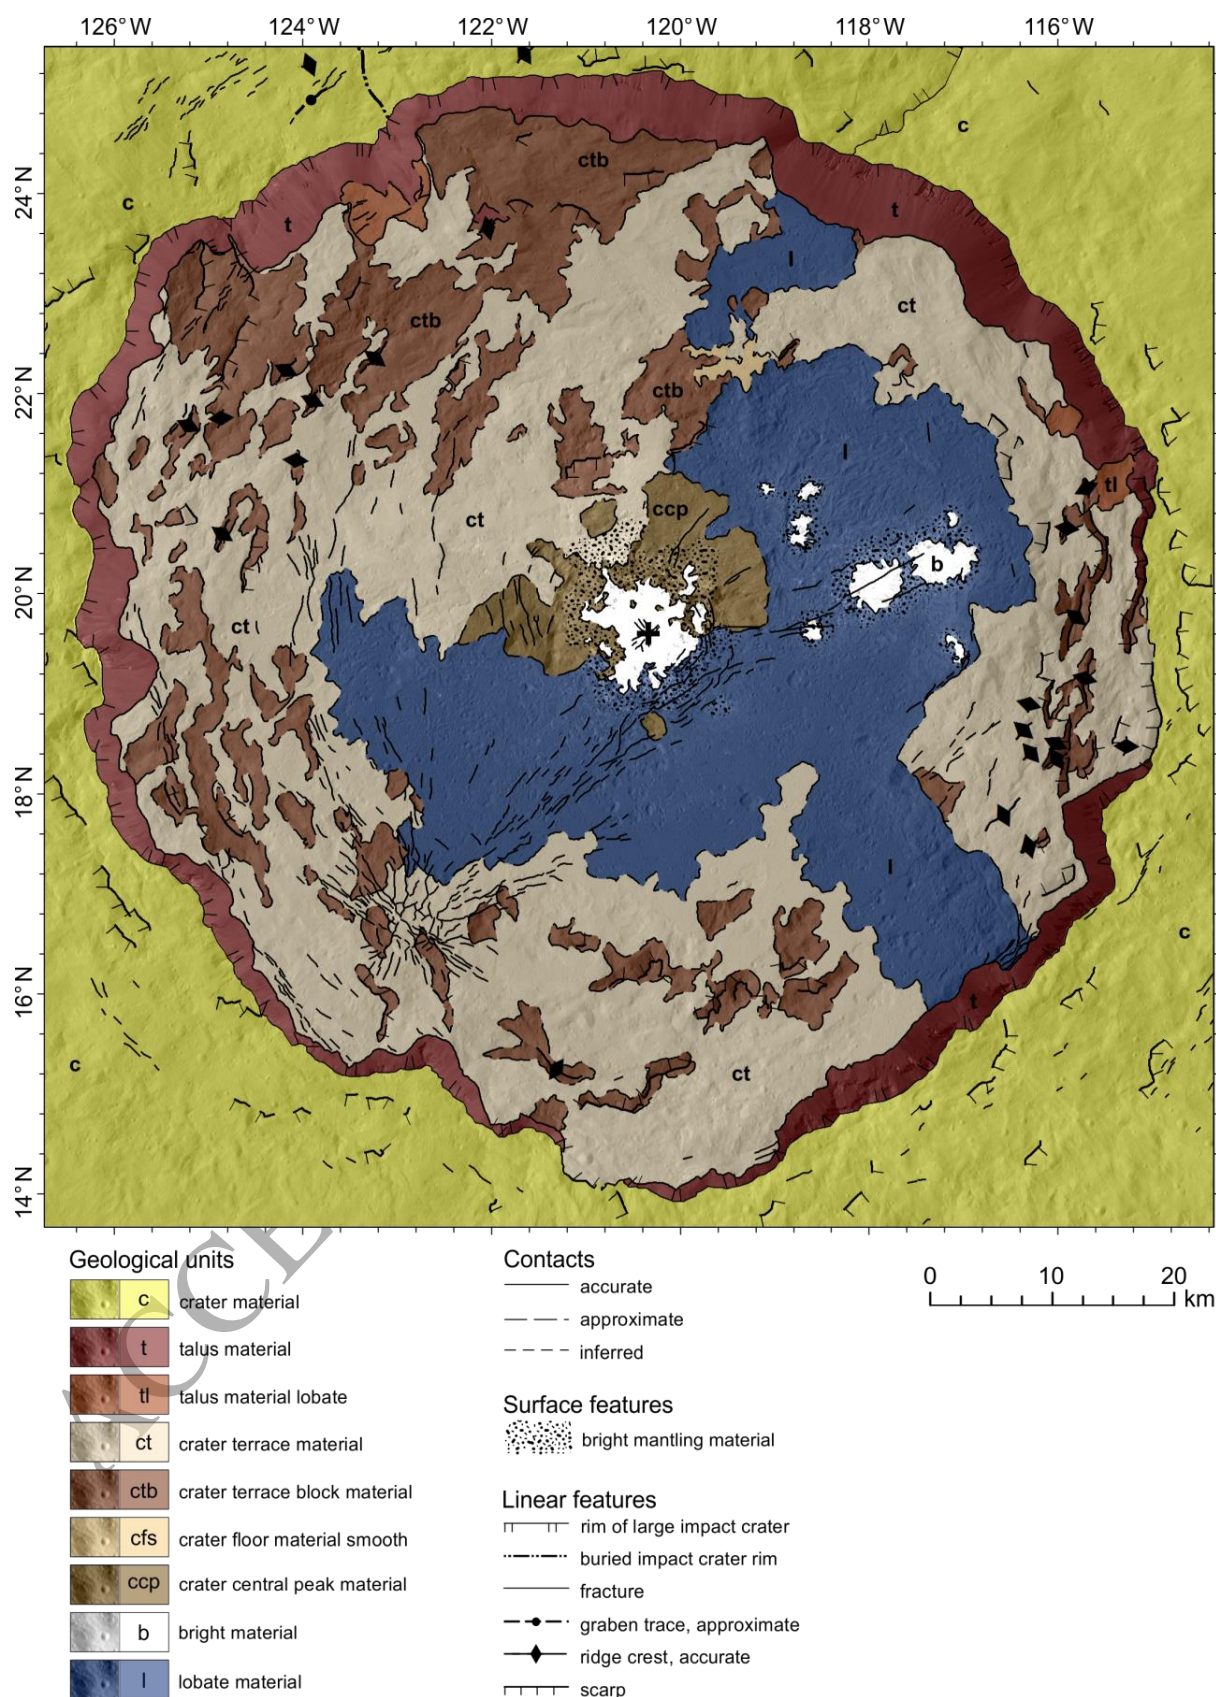 126°W 124°W 122°W 120°W 118°W 116°W
24°N
22°N
20°N
18°N
16°N
14°N
c
c
ctb
t
t
l
ct
ctb
ctb
l
tl
ccp
ct
b
ct
l
c
t
c
ct
Geological units
c crater material
t talus material
tl talus material lobate
ct crater terrace material
ctb crater terrace block material
cfs crater floor material smooth
ccp crater central peak material
b bright material
l lobate material
ACCE
Contacts
accurate
approximate
inferred
Surface features
bright mantling material
Linear features
rim of large impact crater
buried impact crater rim
fracture
graben trace, approximate
ridge crest, accurate
scarp
0 10 20
km